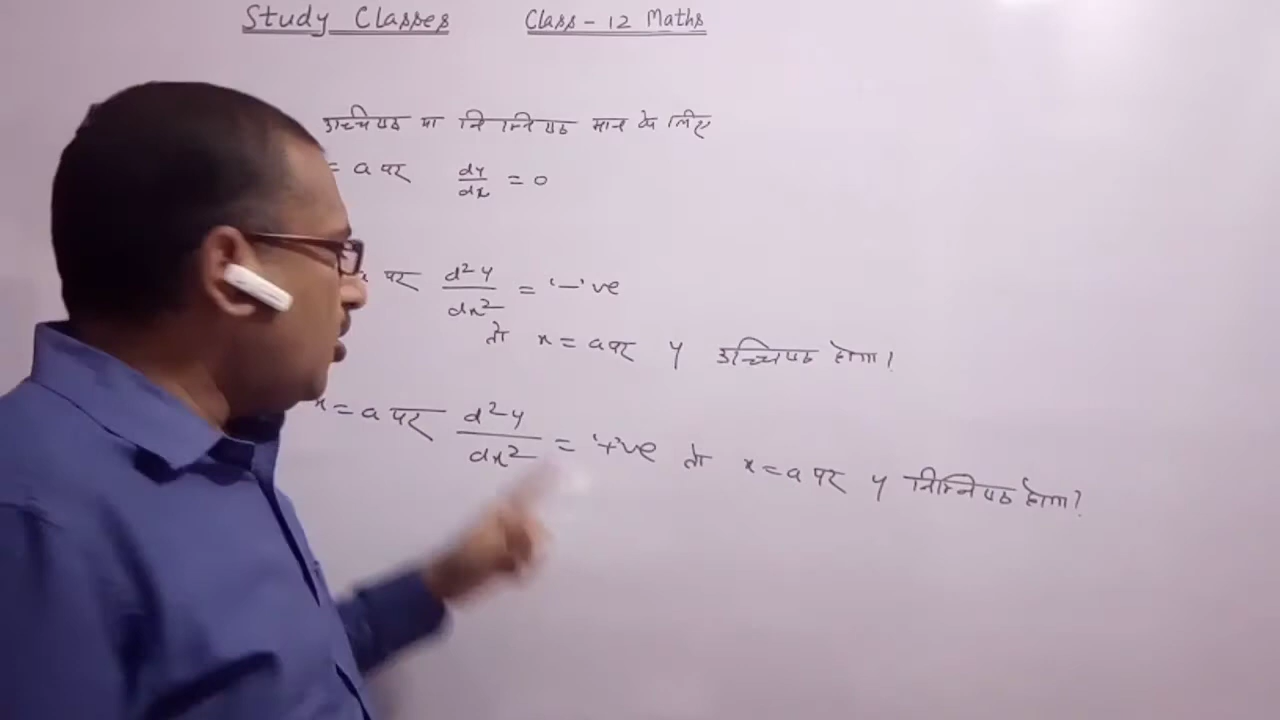 Study Classes Class - 12 Maths
उच्चिष्ठ या निम्निष्ठ मान के लिए
= a पर dy/dx = 0
x पर d²y/dx² = '-'ve
तो x = a पर y उच्चिष्ठ होगा।
x = a पर d²y/dx² = '+'ve तो x = a पर y निम्निष्ठ होगा।